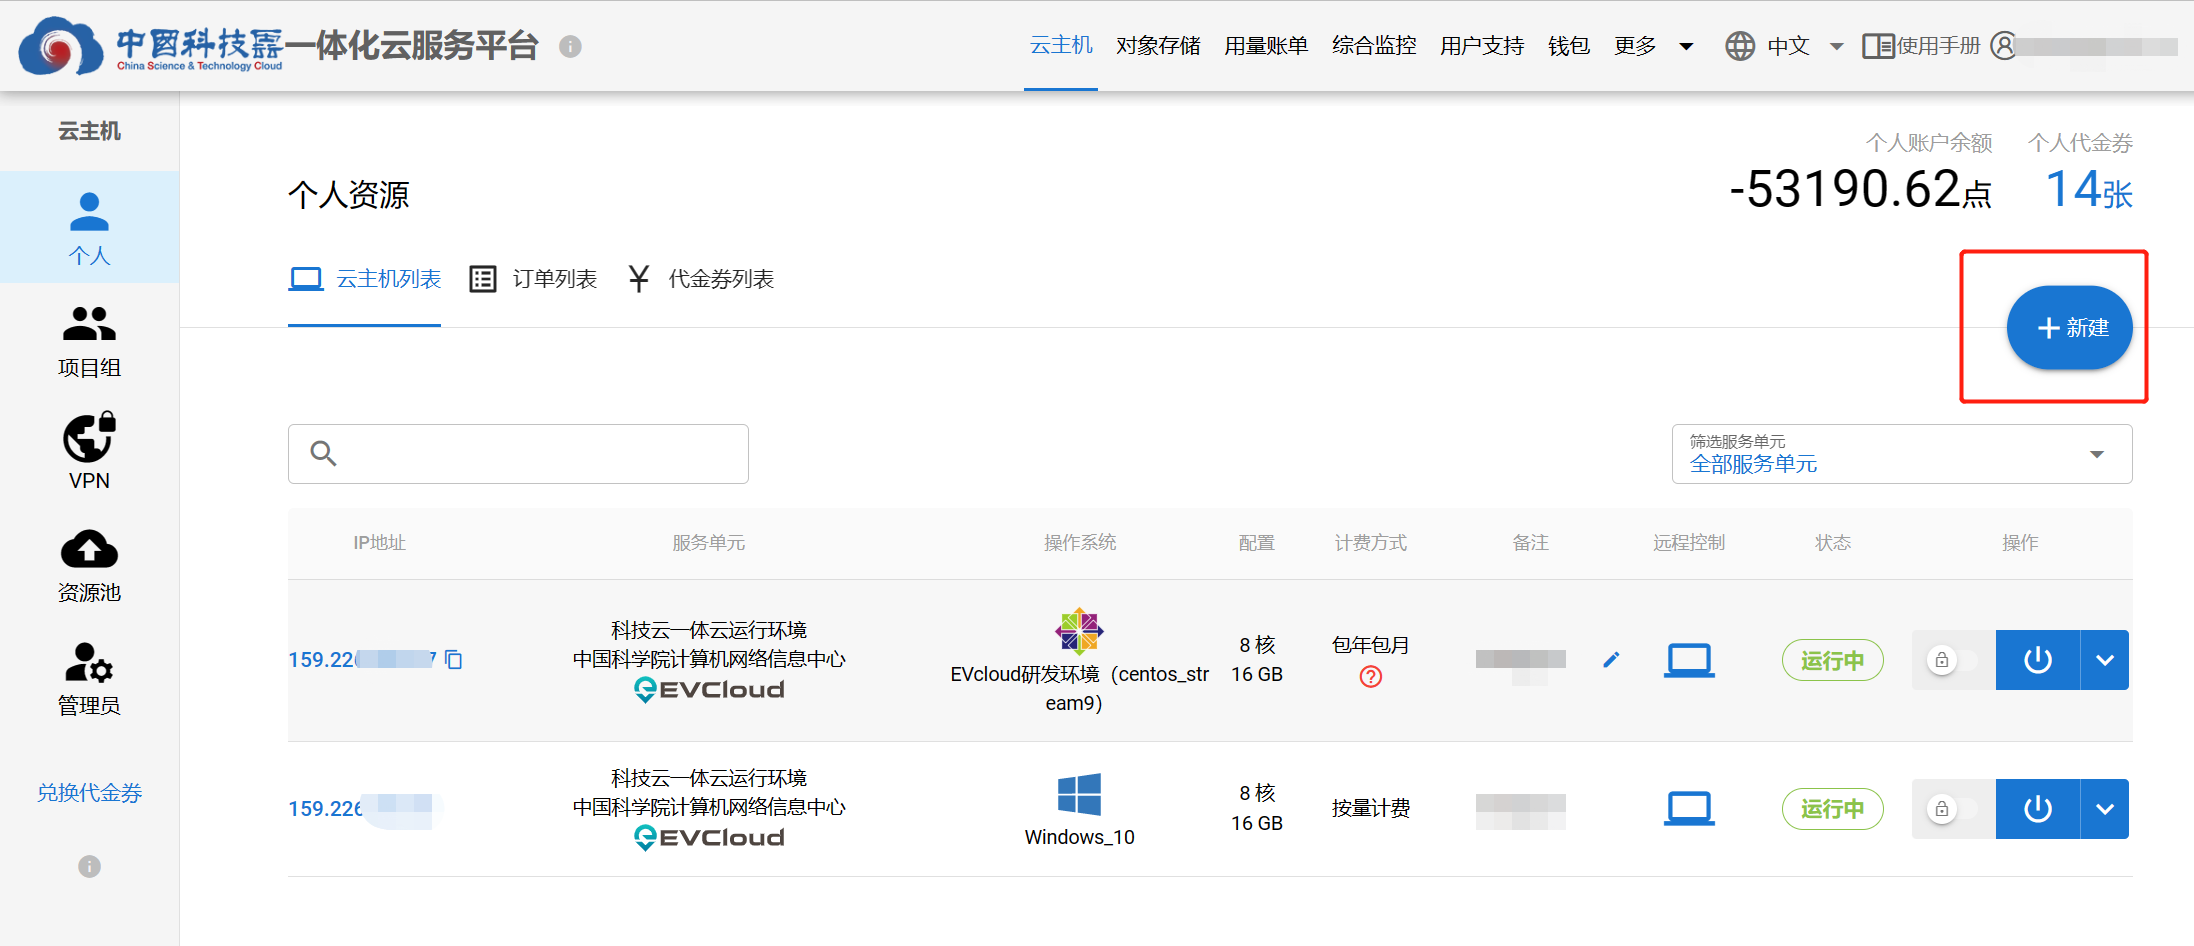 中国科技云
China Science & Technology Cloud
一体化云服务平台
云主机 对象存储 用量账单 综合监控 用户支持 钱包 更多 中文 使用手册
云主机
个人
项目组
VPN
资源池
管理员
兑换代金券
个人账户余额 个人代金券
-53190.62点 14张
个人资源
云主机列表 订单列表 ¥ 代金券列表
+ 新建
筛选服务单元
全部服务单元
IP地址 服务单元 操作系统 配置 计费方式 备注 远程控制 状态 操作
159.22
7
科技云一体云运行环境
中国科学院计算机网络信息中心
EVCloud
EVcloud研发环境（centos_str
eam9）
8 核
16 GB
包年包月
运行中
159.226
科技云一体云运行环境
中国科学院计算机网络信息中心
EVCloud
Windows_10
8 核
16 GB
按量计费
运行中